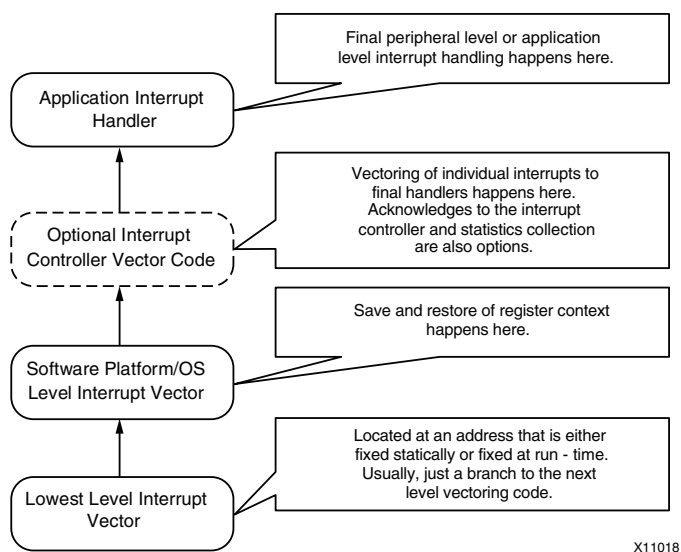 Final peripheral level or application
level interrupt handling happens here.
Application Interrupt
Handler
Vectoring of individual interrupts to
final handlers happens here.
Acknowledges to the interrupt
controller and statistics collection
are also options.
Optional Interrupt
Controller Vector Code
Save and restore of register context
happens here.
Software Platform/OS
Level Interrupt Vector
Located at an address that is either
fixed statically or fixed at run - time.
Usually, just a branch to the next
level vectoring code.
Lowest Level Interrupt
Vector
X11018